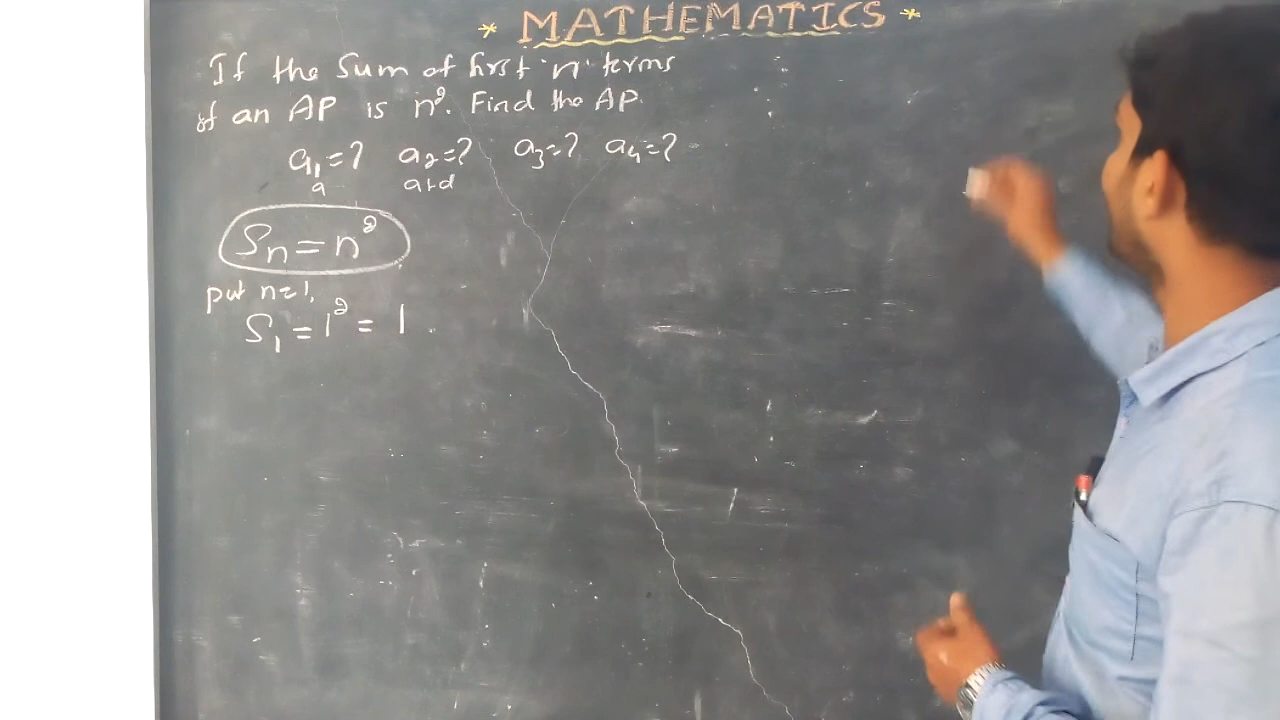 * MATHEMATICS *
If the Sum of first 'n' terms
of an AP is n². Find the AP.
a₁=? a₂=? a₃=? a₄=?
a a+d
Sₙ=n²
put n=1,
S₁=1²=1.